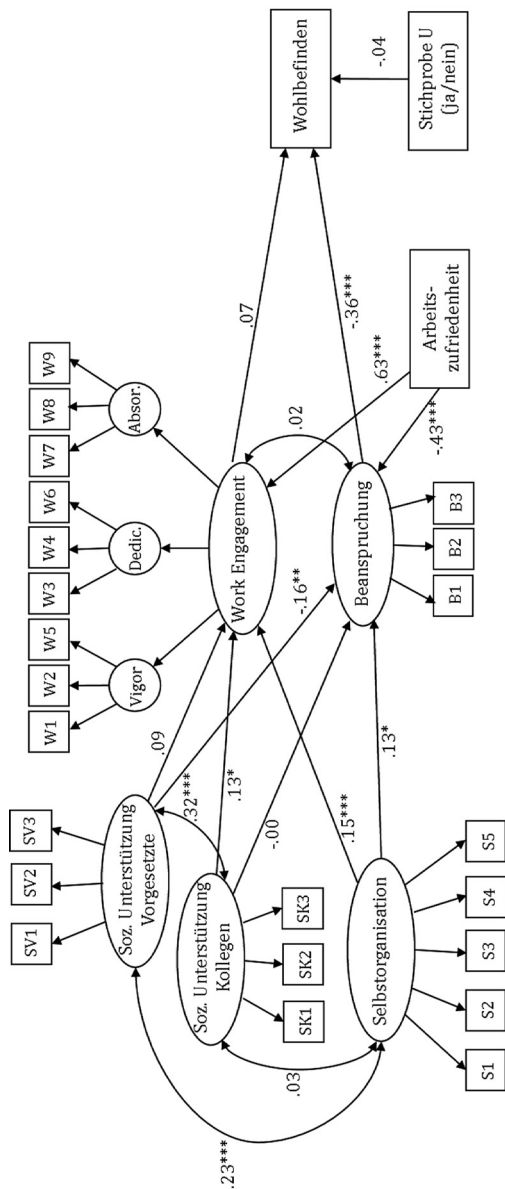 SV1
SV2
SV3
W1
W2
W5
W3
W4
W6
W7
W8
W9
Vigor
Dedic.
Absor.
Soz. Unterstützung
Vorgesetzte
.09
Work Engagement
.07
Wohlbefinden
.23***
.32***
-.16**
.02
.63***
-.36***
-.04
Soz. Unterstützung
Kollegen
.13*
-.00
SK1
SK2
SK3
.03
.15***
Beanspruchung
-.43***
Arbeits-
zufriedenheit
Stichprobe U
(ja/nein)
Selbstorganisation
.13*
B1
B2
B3
S1
S2
S3
S4
S5